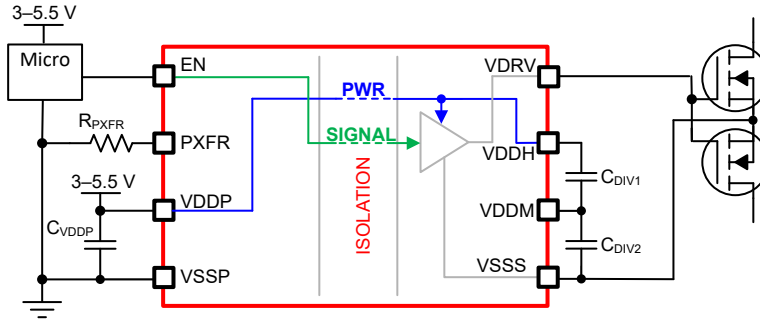 3–5.5 V
Micro
EN
VDRV
PWR
RPXFR
PXFR
SIGNAL
VDDH
3–5.5 V
CDIV1
VDDP
VDDM
ISOLATION
CVDDP
CDIV2
VSSP
VSSS